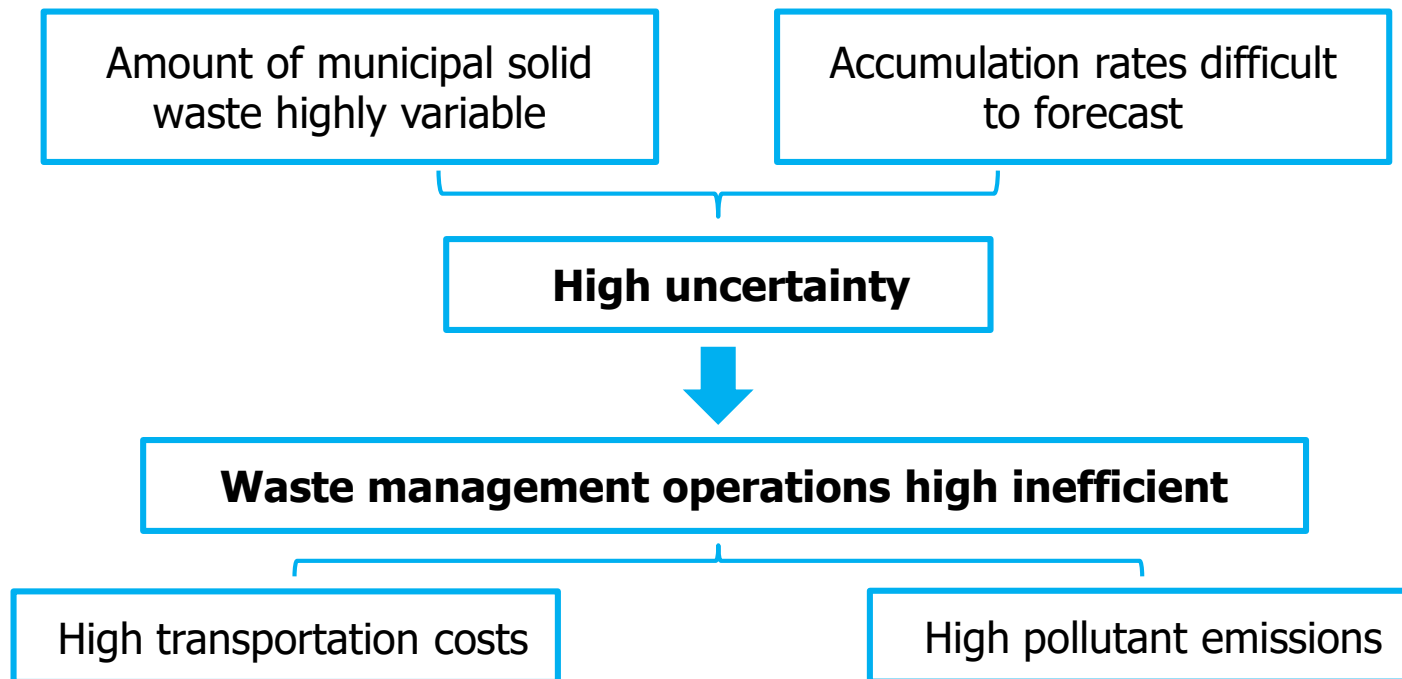 Amount of municipal solid
waste highly variable
Accumulation rates difficult
to forecast
High uncertainty
Waste management operations high inefficient
High transportation costs
High pollutant emissions